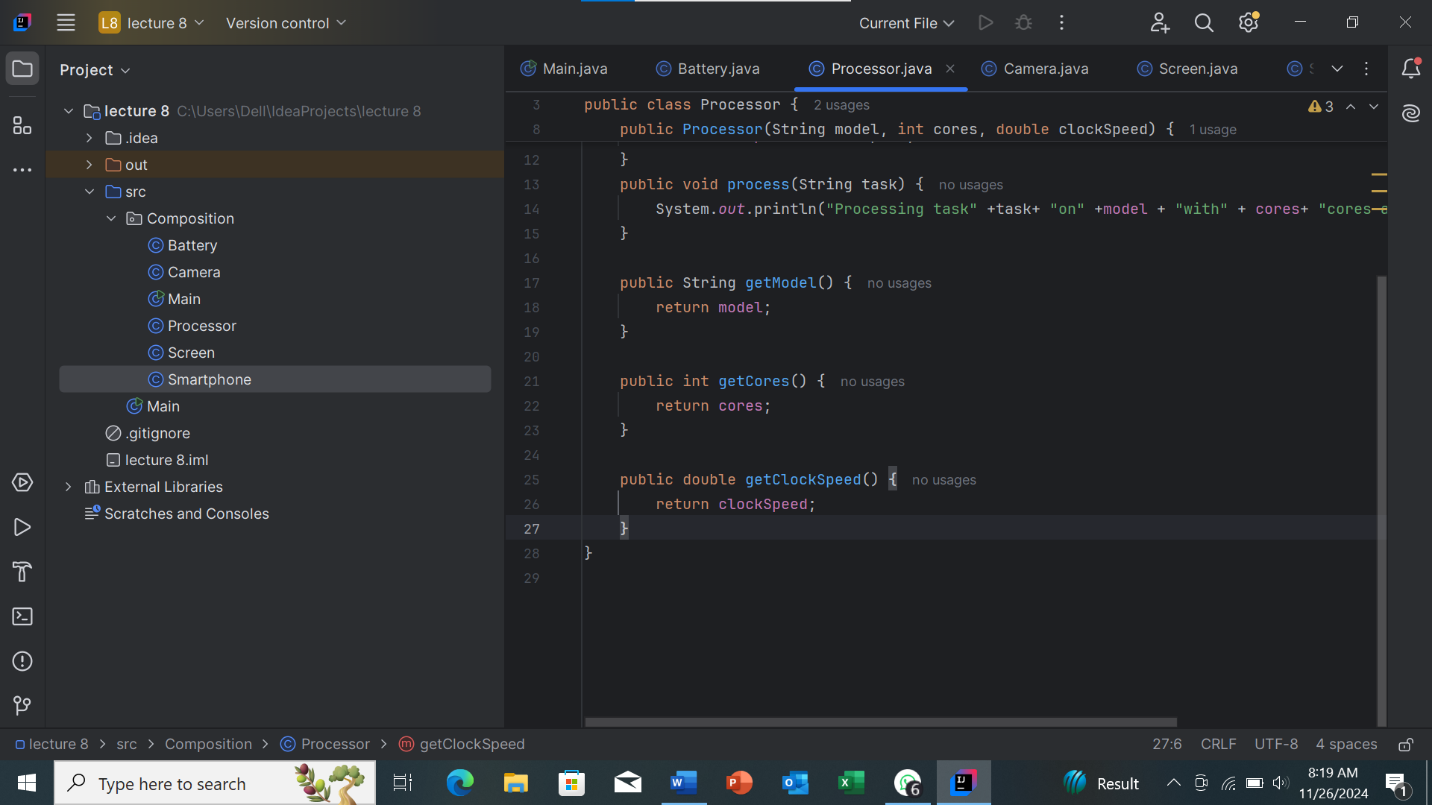 L8 lecture 8 Version control Current File
Project
Main.java Battery.java Processor.java Camera.java Screen.java
lecture 8 C:\Users\Dell\IdeaProjects\lecture 8
.idea
out
src
Composition
Battery
Camera
Main
Processor
Screen
Smartphone
Main
.gitignore
lecture 8.iml
External Libraries
Scratches and Consoles
3 public class Processor { 2 usages
3
8 public Processor(String model, int cores, double clockSpeed) { 1 usage
12 }
13 public void process(String task) { no usages
14 System.out.println("Processing task" +task+ "on" +model + "with" + cores+ "cores
15 }
16
17 public String getModel() { no usages
18 return model;
19 }
20
21 public int getCores() { no usages
22 return cores;
23 }
24
25 public double getClockSpeed() { no usages
26 return clockSpeed;
27 }
28 }
29
lecture 8 > src > Composition > Processor > getClockSpeed 27:6 CRLF UTF-8 4 spaces
Type here to search
6
Result
8:19 AM
11/26/2024
1